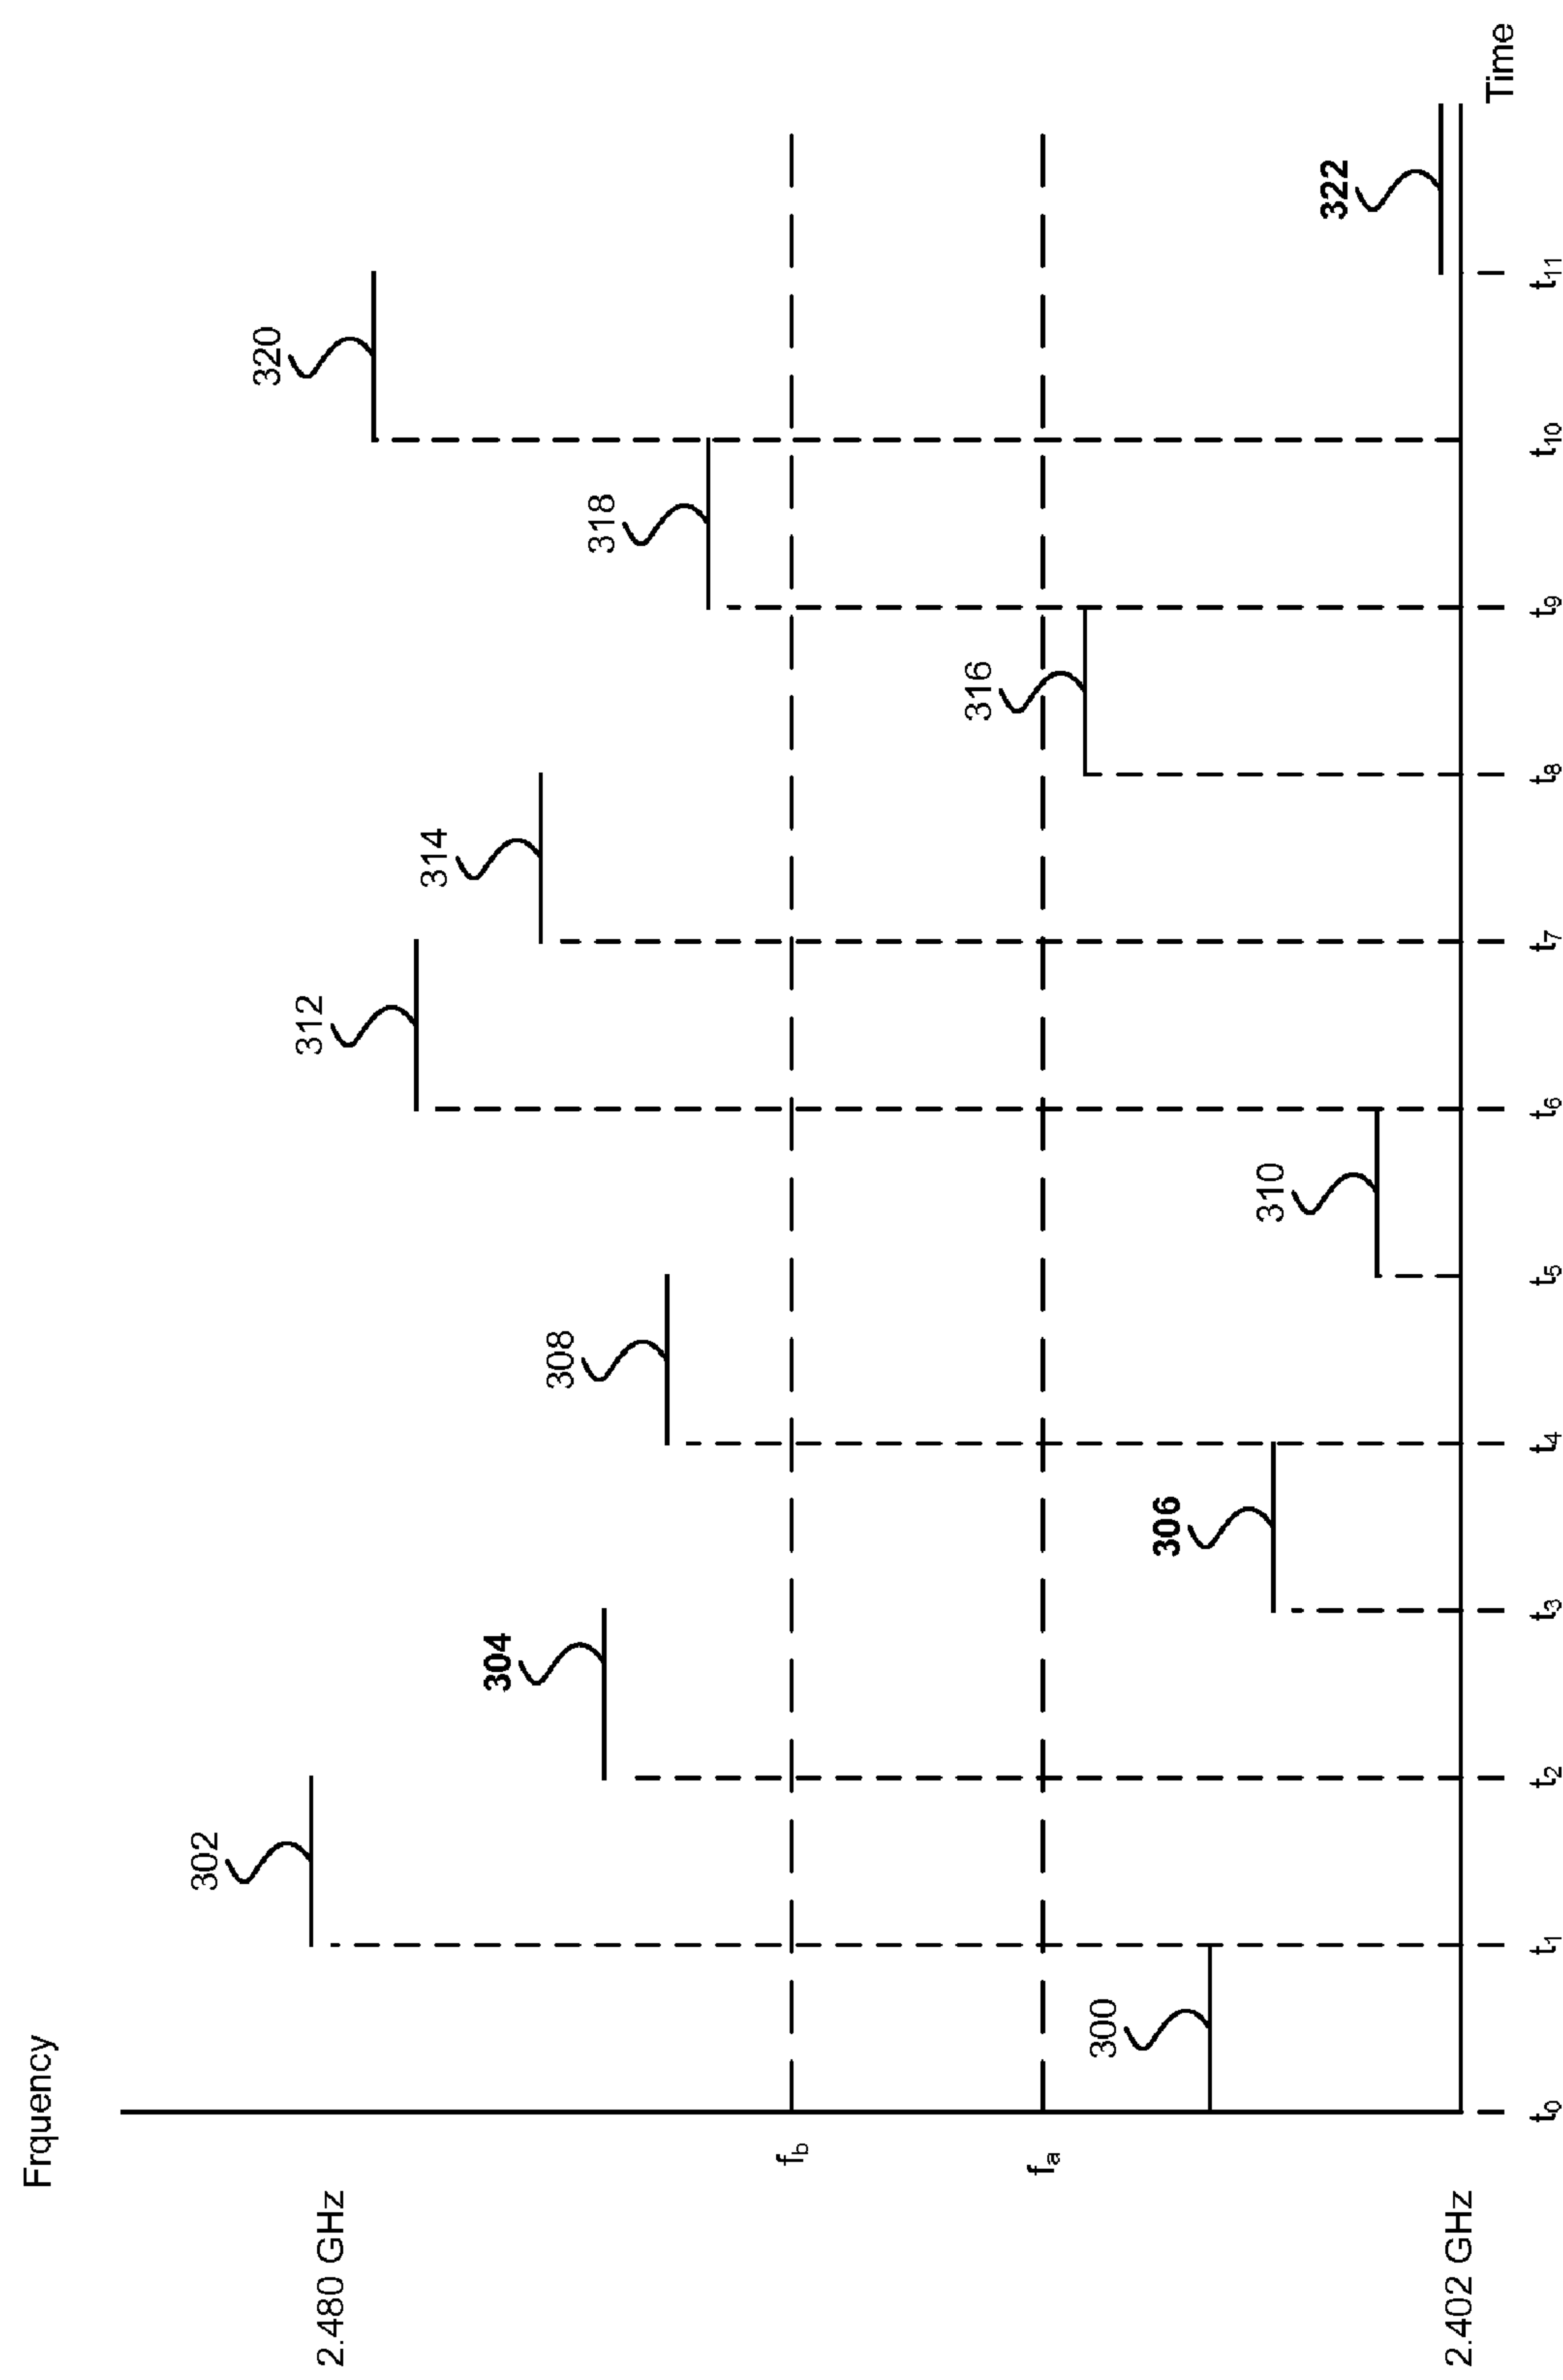 Frquency
2.480 GHz
302
320
312
314
304
308
318
f_b
316
f_a
300
306
310
322
2.402 GHz
Time
t_0 t_1 t_2 t_3 t_4 t_5 t_6 t_7 t_8 t_9 t_10 t_11